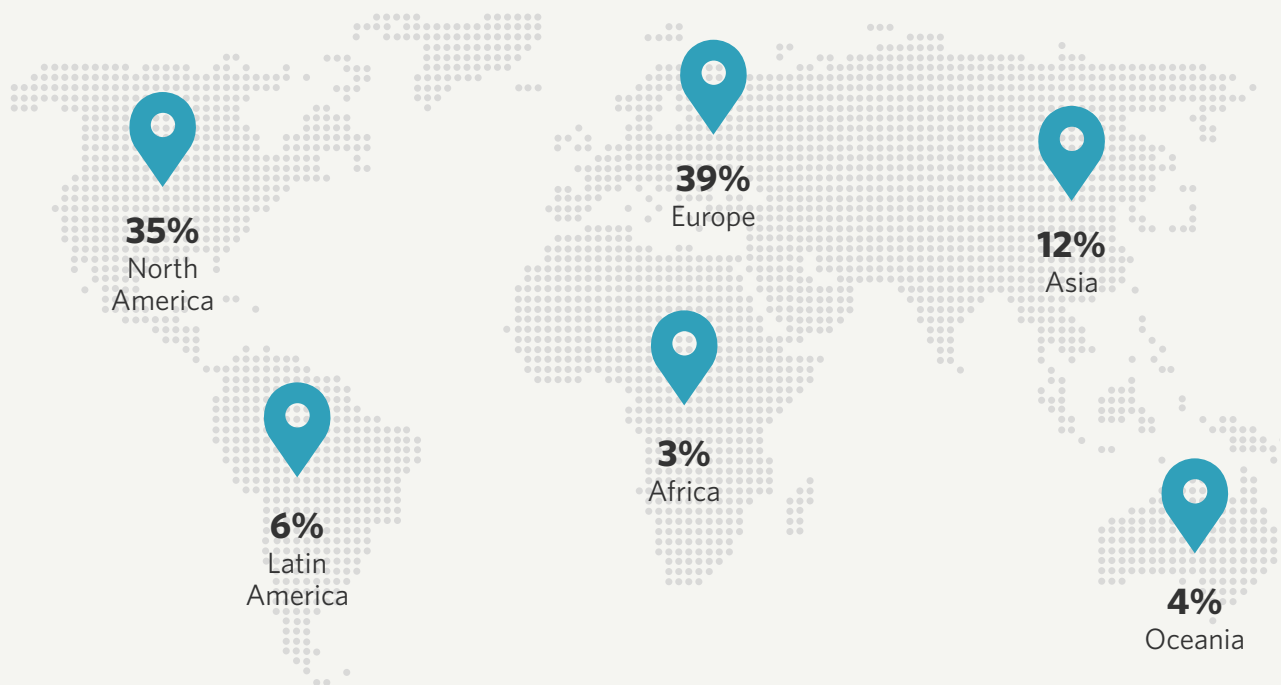 35%
North
America
39%
Europe
12%
Asia
3%
Africa
6%
Latin
America
4%
Oceania